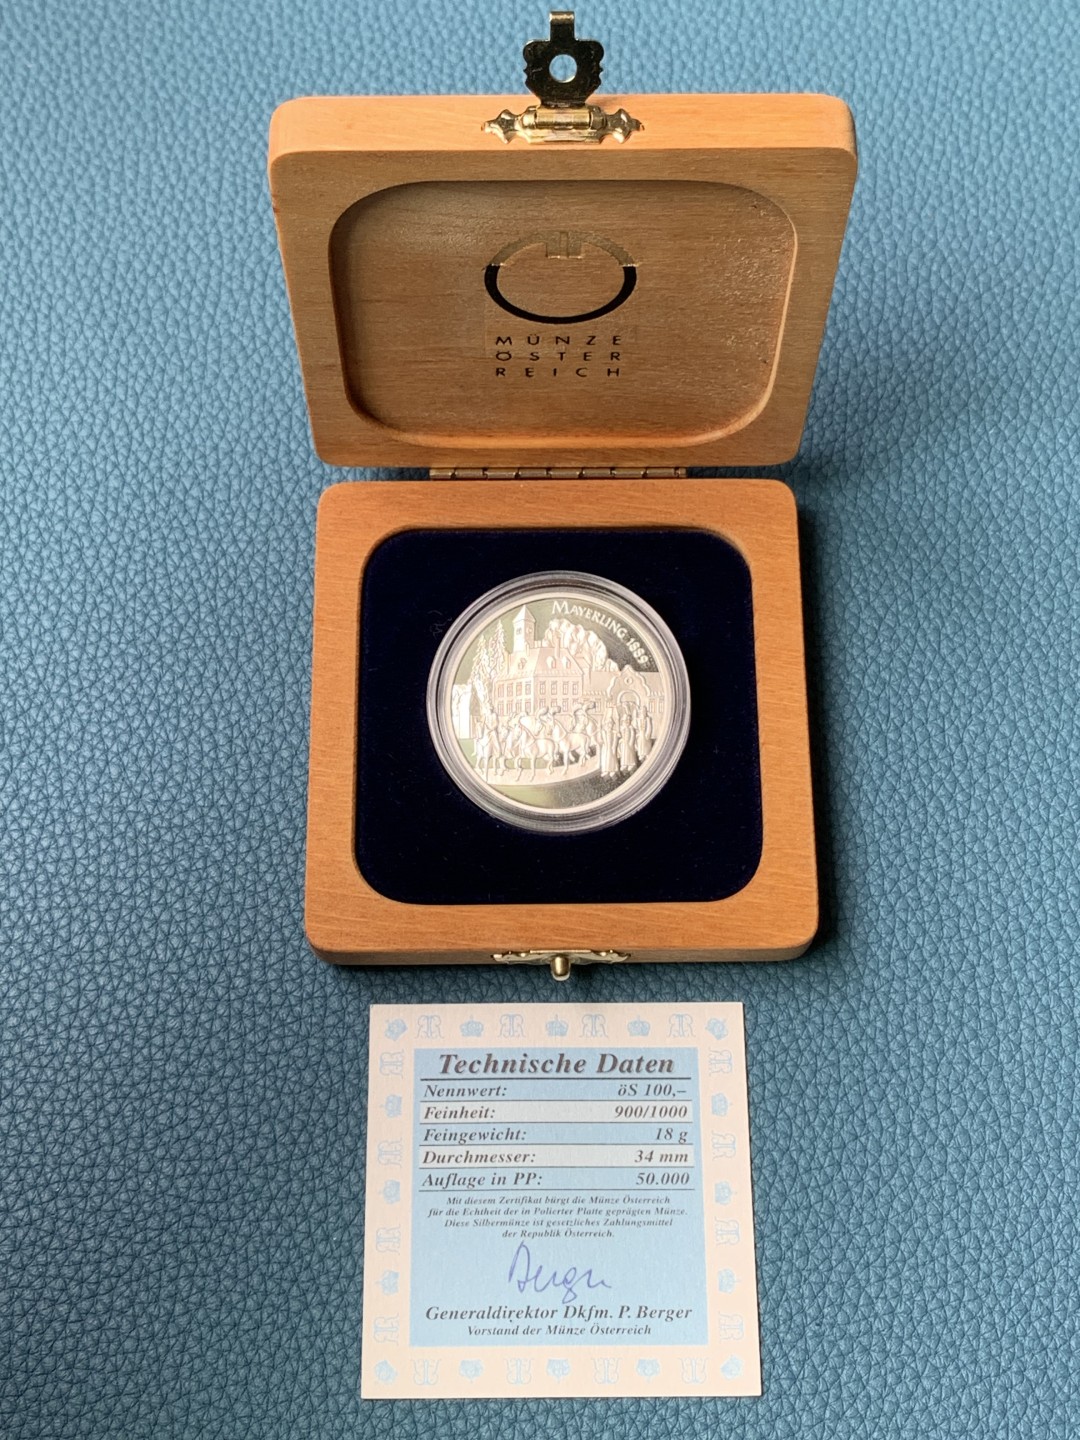 MÜNZE
ÖSTER
REICH
MAYERLING·1889
Technische Daten
Nennwert: öS 100,–
Feinheit: 900/1000
Feingewicht: 18 g
Durchmesser: 34 mm
Auflage in PP: 50.000
Mit diesem Zertifikat bürgt die Münze Österreich
für die Echtheit der in Polierter Platte geprägten Münze.
Diese Silbermünze ist gesetzliches Zahlungsmittel
der Republik Österreich.
Berger
Generaldirektor Dkfm. P. Berger
Vorstand der Münze Österreich